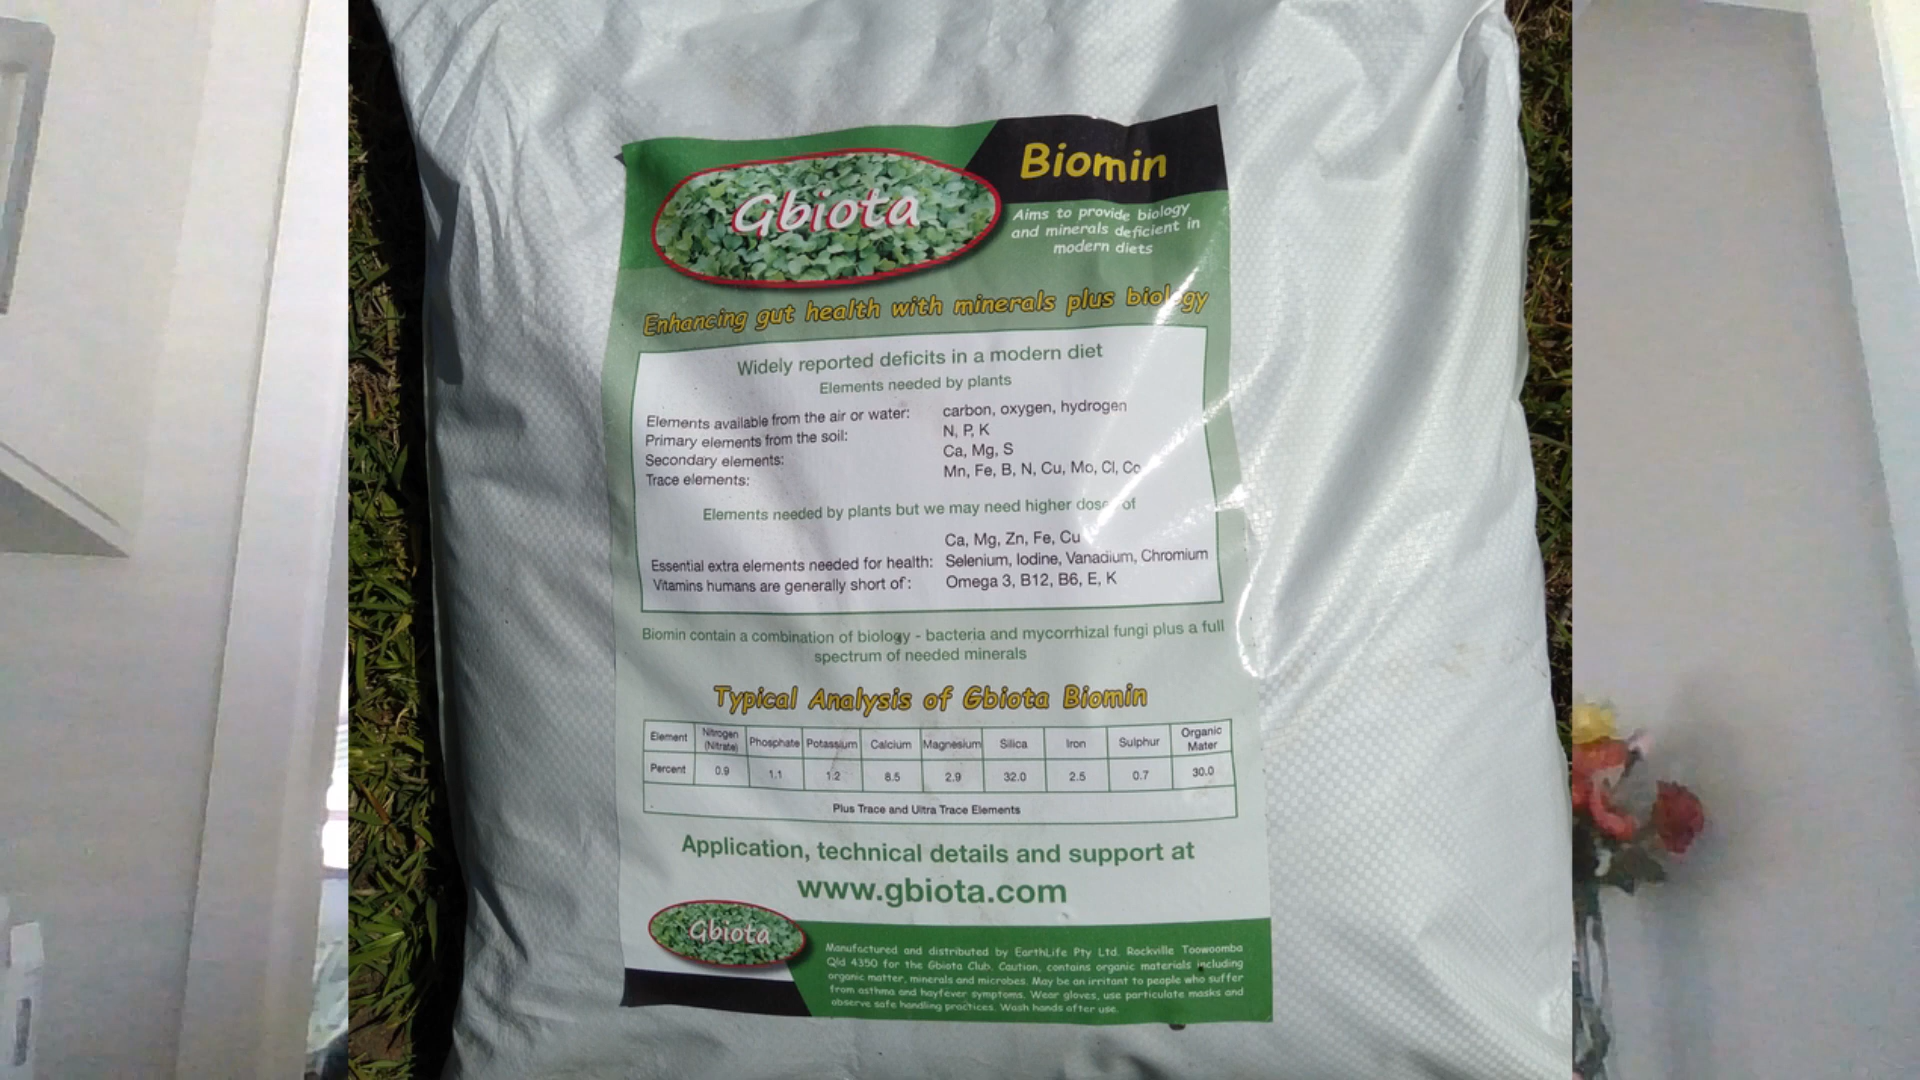 Gbiota
Biomin
Aims to provide biology
and minerals deficient in
modern diets
Enhancing gut health with minerals plus biology
Widely reported deficits in a modern diet
Elements needed by plants
Elements available from the air or water: carbon, oxygen, hydrogen
Primary elements from the soil: N, P, K
Secondary elements: Ca, Mg, S
Trace elements: Mn, Fe, B, N, Cu, Mo, Cl, Co
Elements needed by plants but we may need higher doses of
Ca, Mg, Zn, Fe, Cu
Essential extra elements needed for health: Selenium, Iodine, Vanadium, Chromium
Vitamins humans are generally short of: Omega 3, B12, B6, E, K
Biomin contain a combination of biology - bacteria and mycorrhizal fungi plus a full
spectrum of needed minerals
Typical Analysis of Gbiota Biomin
Element Nitrogen (Nitrate) Phosphate Potassium Calcium Magnesium Silica Iron Sulphur Organic Mater
Percent 0.9 1.1 1.2 8.5 2.9 32.0 2.5 0.7 30.0
Plus Trace and Ultra Trace Elements
Application, technical details and support at
www.gbiota.com
Gbiota
Manufactured and distributed by EarthLife Pty Ltd. Rockville Toowoomba
Qld 4350 for the Gbiota Club. Caution, contains organic materials including
organic matter, minerals and microbes. May be an irritant to people who suffer
from asthma and hayfever symptoms. Wear gloves, use particulate masks and
observe safe handling practices. Wash hands after use.